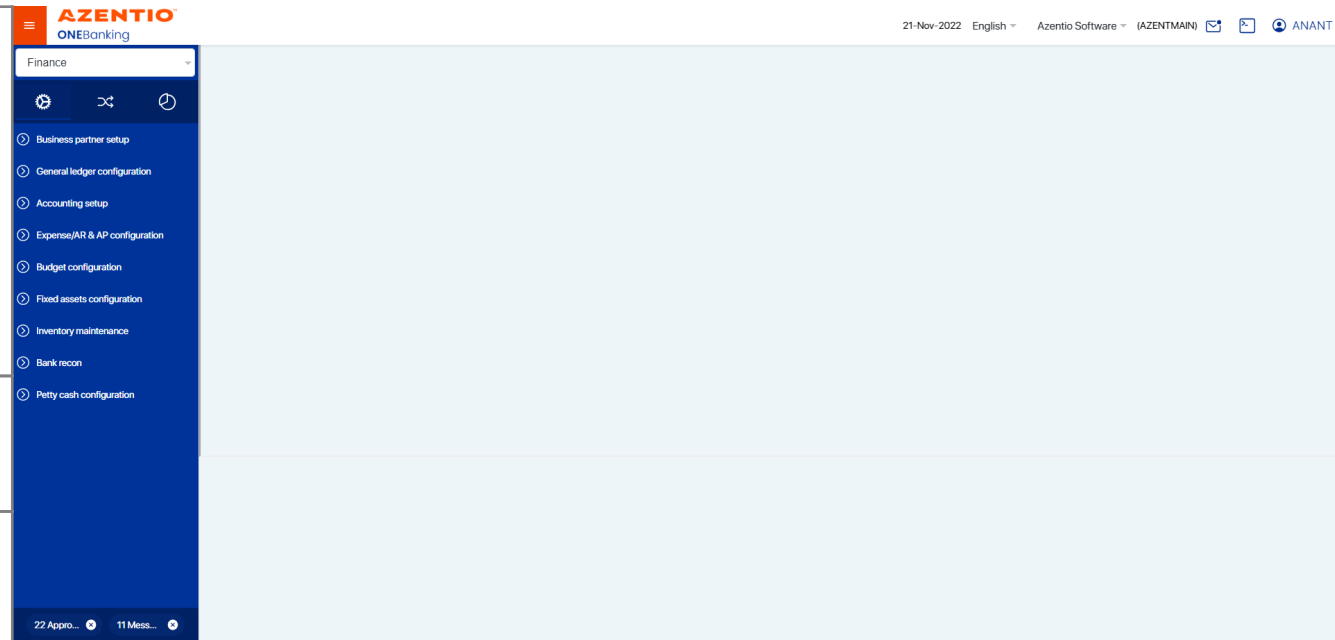 AZENTIO™
ONEBanking
21-Nov-2022 English Azentio Software (AZENTMAIN) ANANT
Finance
Business partner setup
General ledger configuration
Accounting setup
Expense/AR & AP configuration
Budget configuration
Fixed assets configuration
Inventory maintenance
Bank recon
Petty cash configuration
22 Appro... 11 Mess...